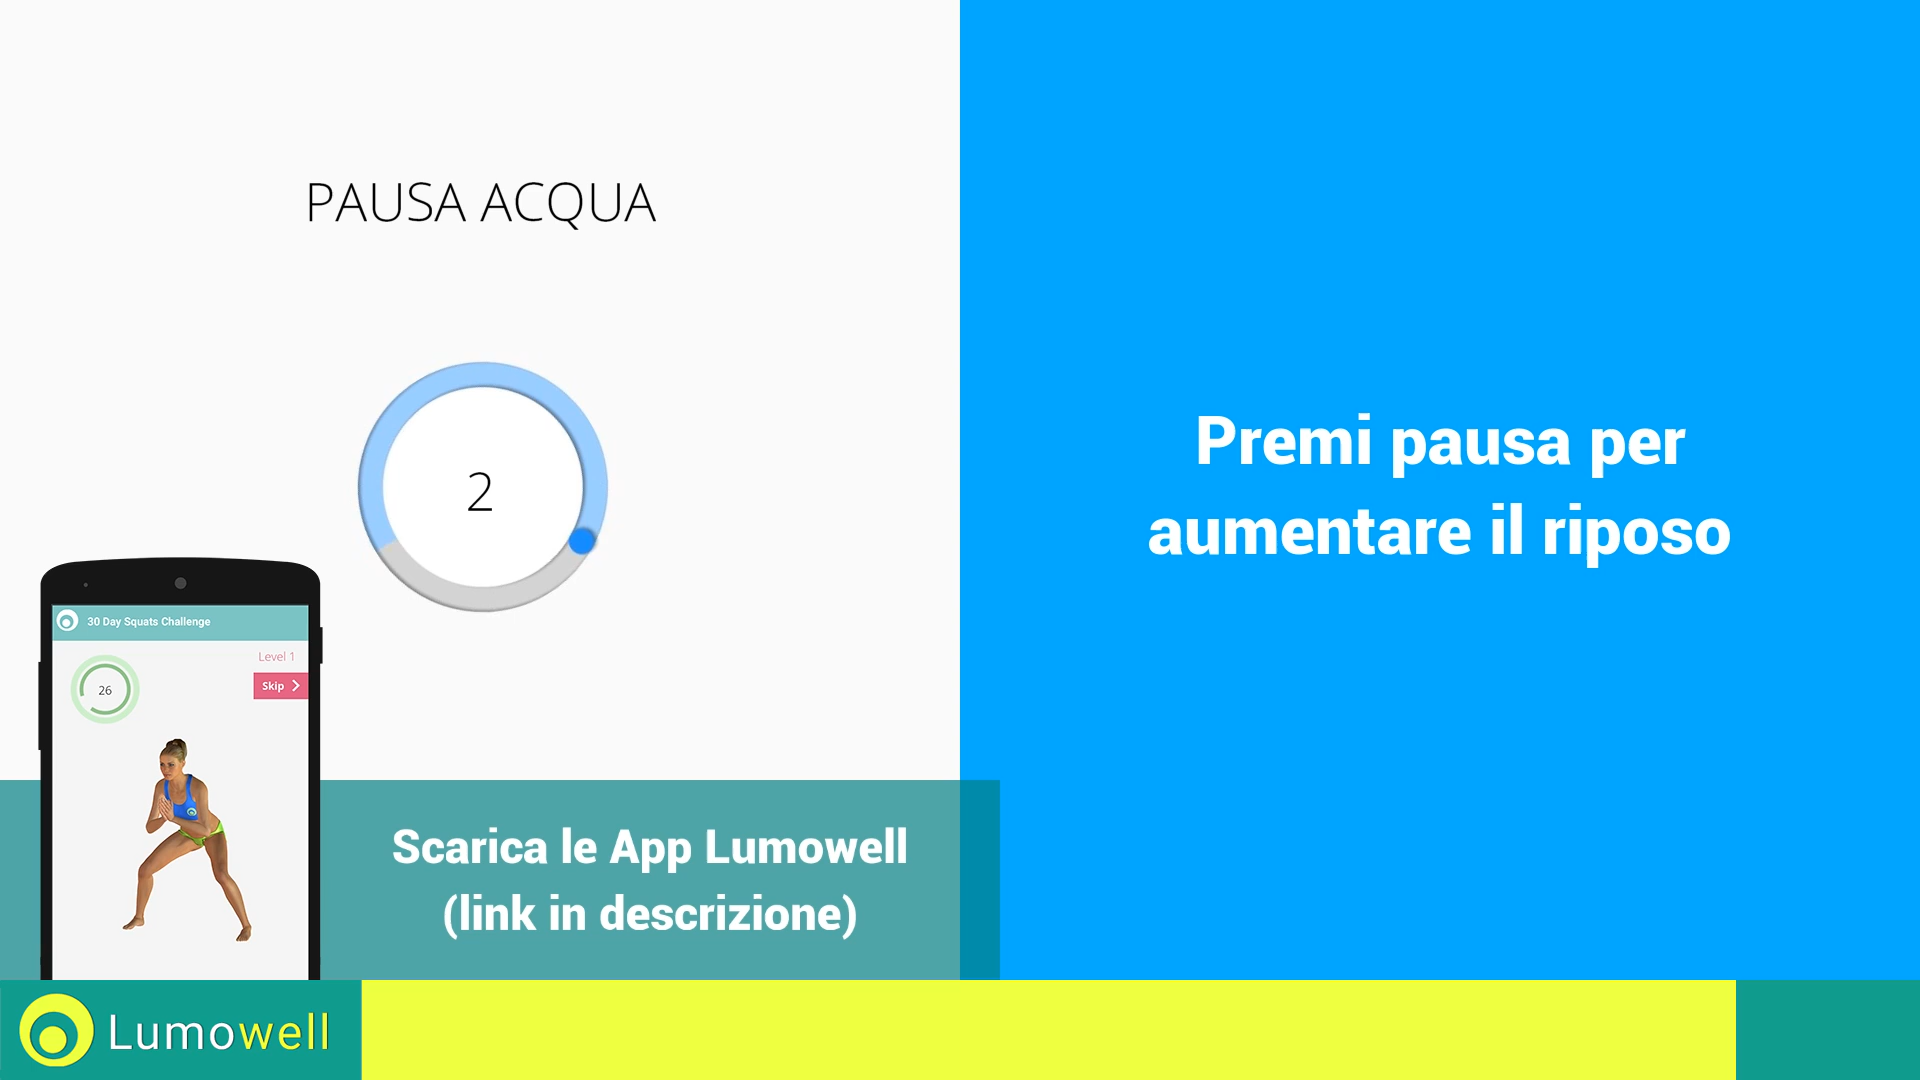 PAUSA ACQUA
2
Premi pausa per
aumentare il riposo
30 Day Squats Challenge
Level 1
Skip
26
Scarica le App Lumowell
(link in descrizione)
Lumowell